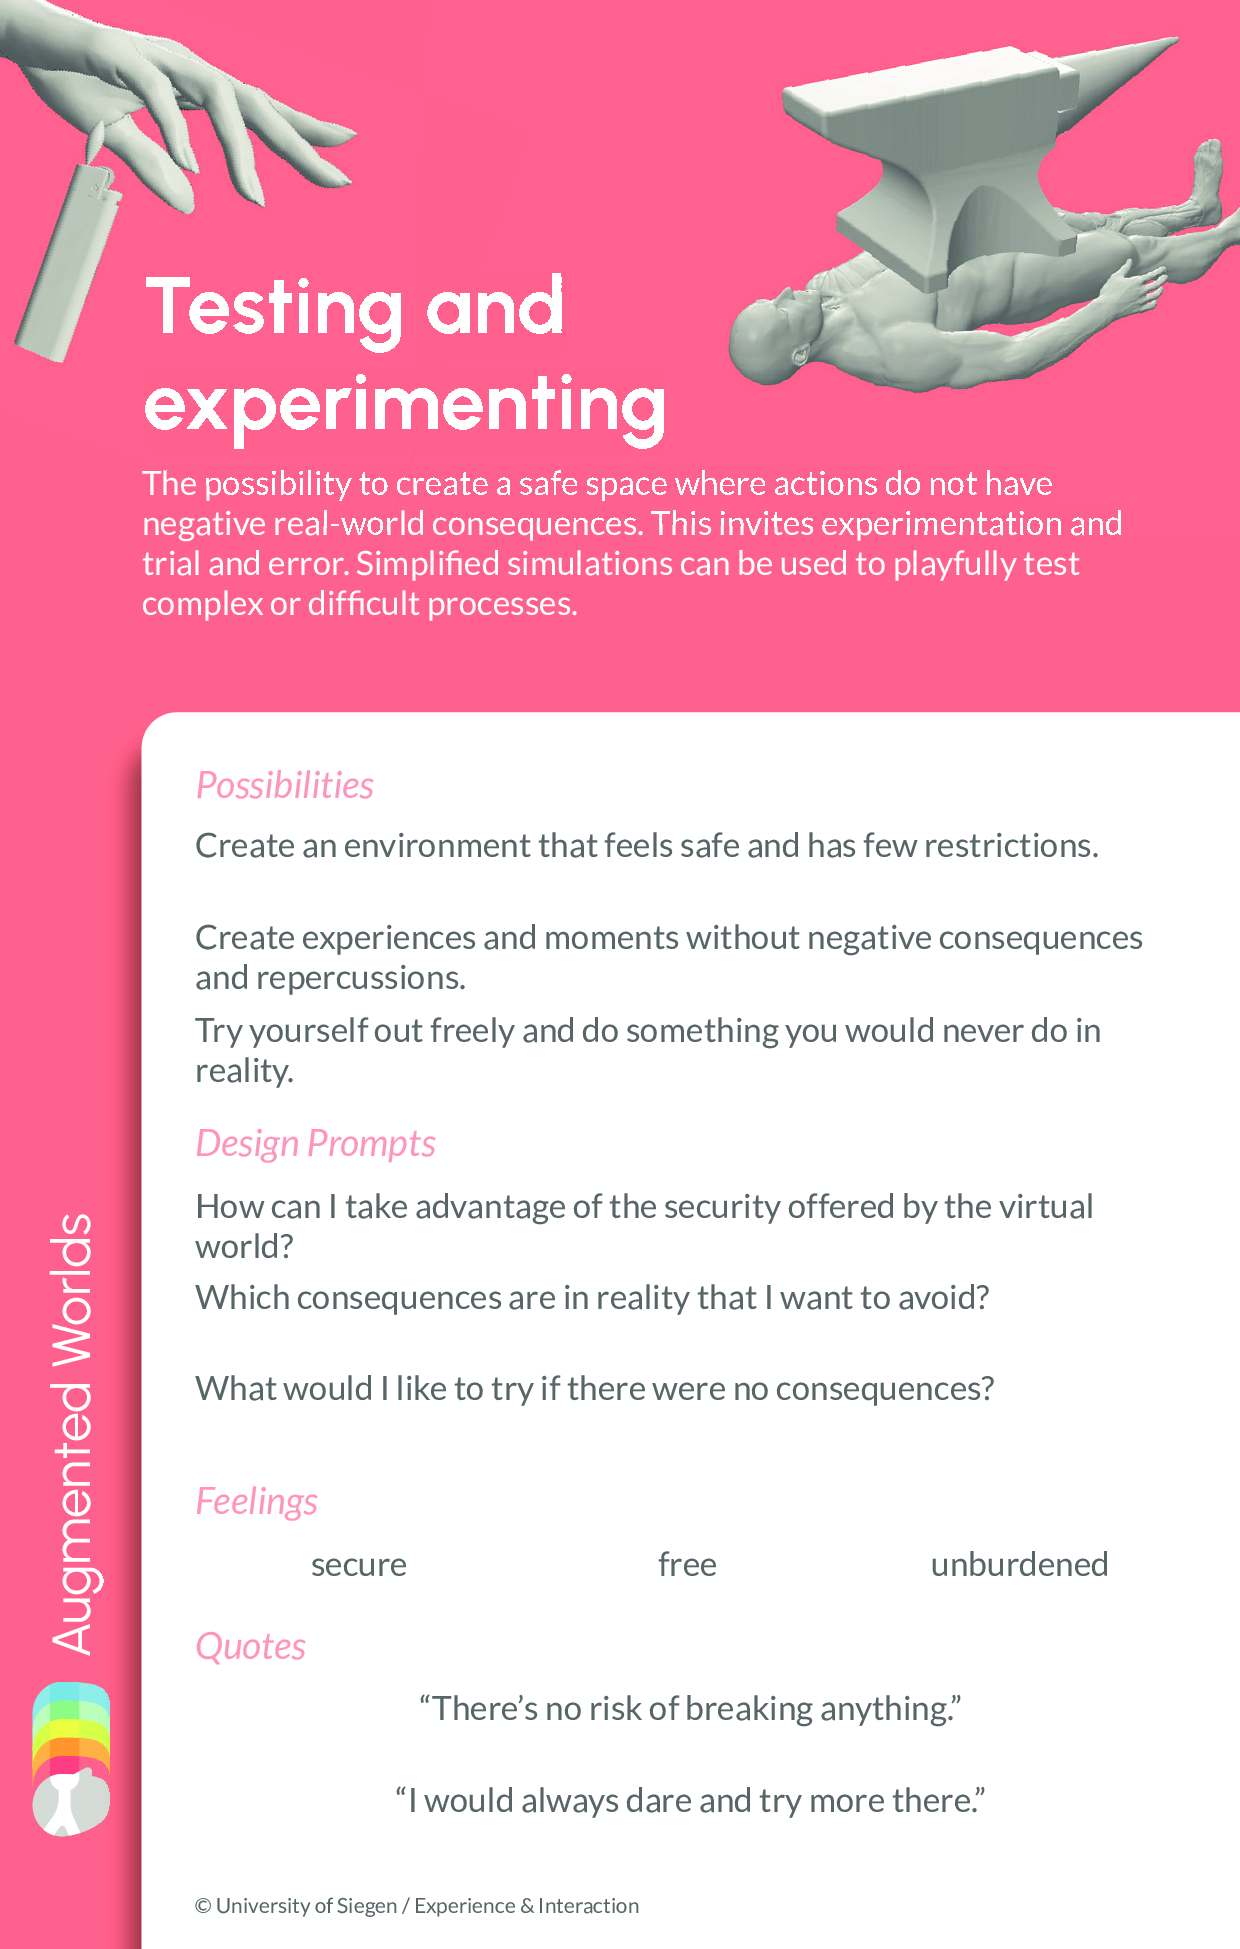 Testing and
experimenting
The possibility to create a safe space where actions do not have
negative real-world consequences. This invites experimentation and
trial and error. Simplified simulations can be used to playfully test
complex or difficult processes.
Possibilities
Create an environment that feels safe and has few restrictions.
Create experiences and moments without negative consequences
and repercussions.
Try yourself out freely and do something you would never do in
reality.
Design Prompts
How can I take advantage of the security offered by the virtual
world?
Which consequences are in reality that I want to avoid?
What would I like to try if there were no consequences?
Feelings
secure free unburdened
Quotes
“There’s no risk of breaking anything.”
“I would always dare and try more there.”
© University of Siegen / Experience & Interaction
Augmented Worlds